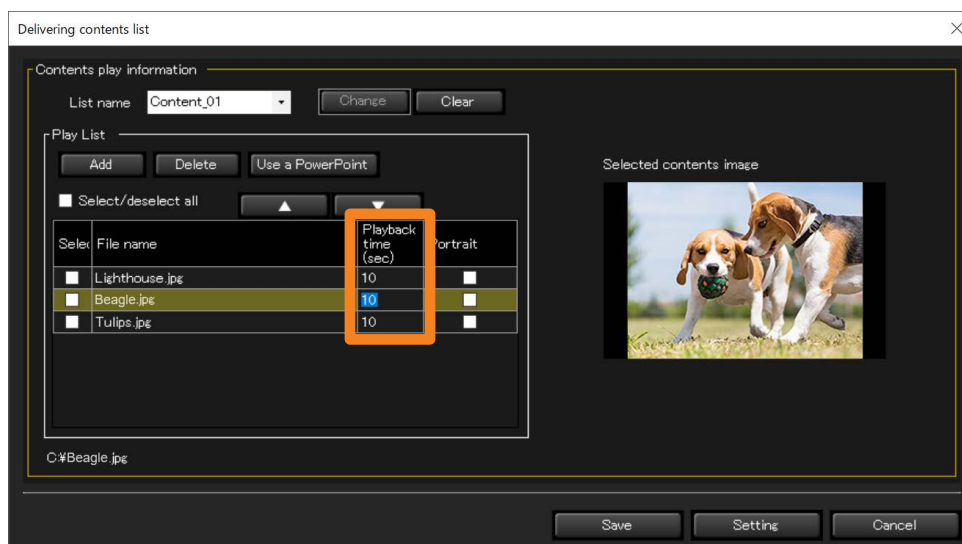 Delivering contents list
Contents play information
List name Content_01 Change Clear
Play List
Add Delete Use a PowerPoint
Selected contents image
Select/deselect all
File name
Playback
time
(sec)
Lighthouse.jpg 10
Beagle.jpg 10
Tulips.jpg 10
C:¥Beagle.jpg
Save Setting Cancel